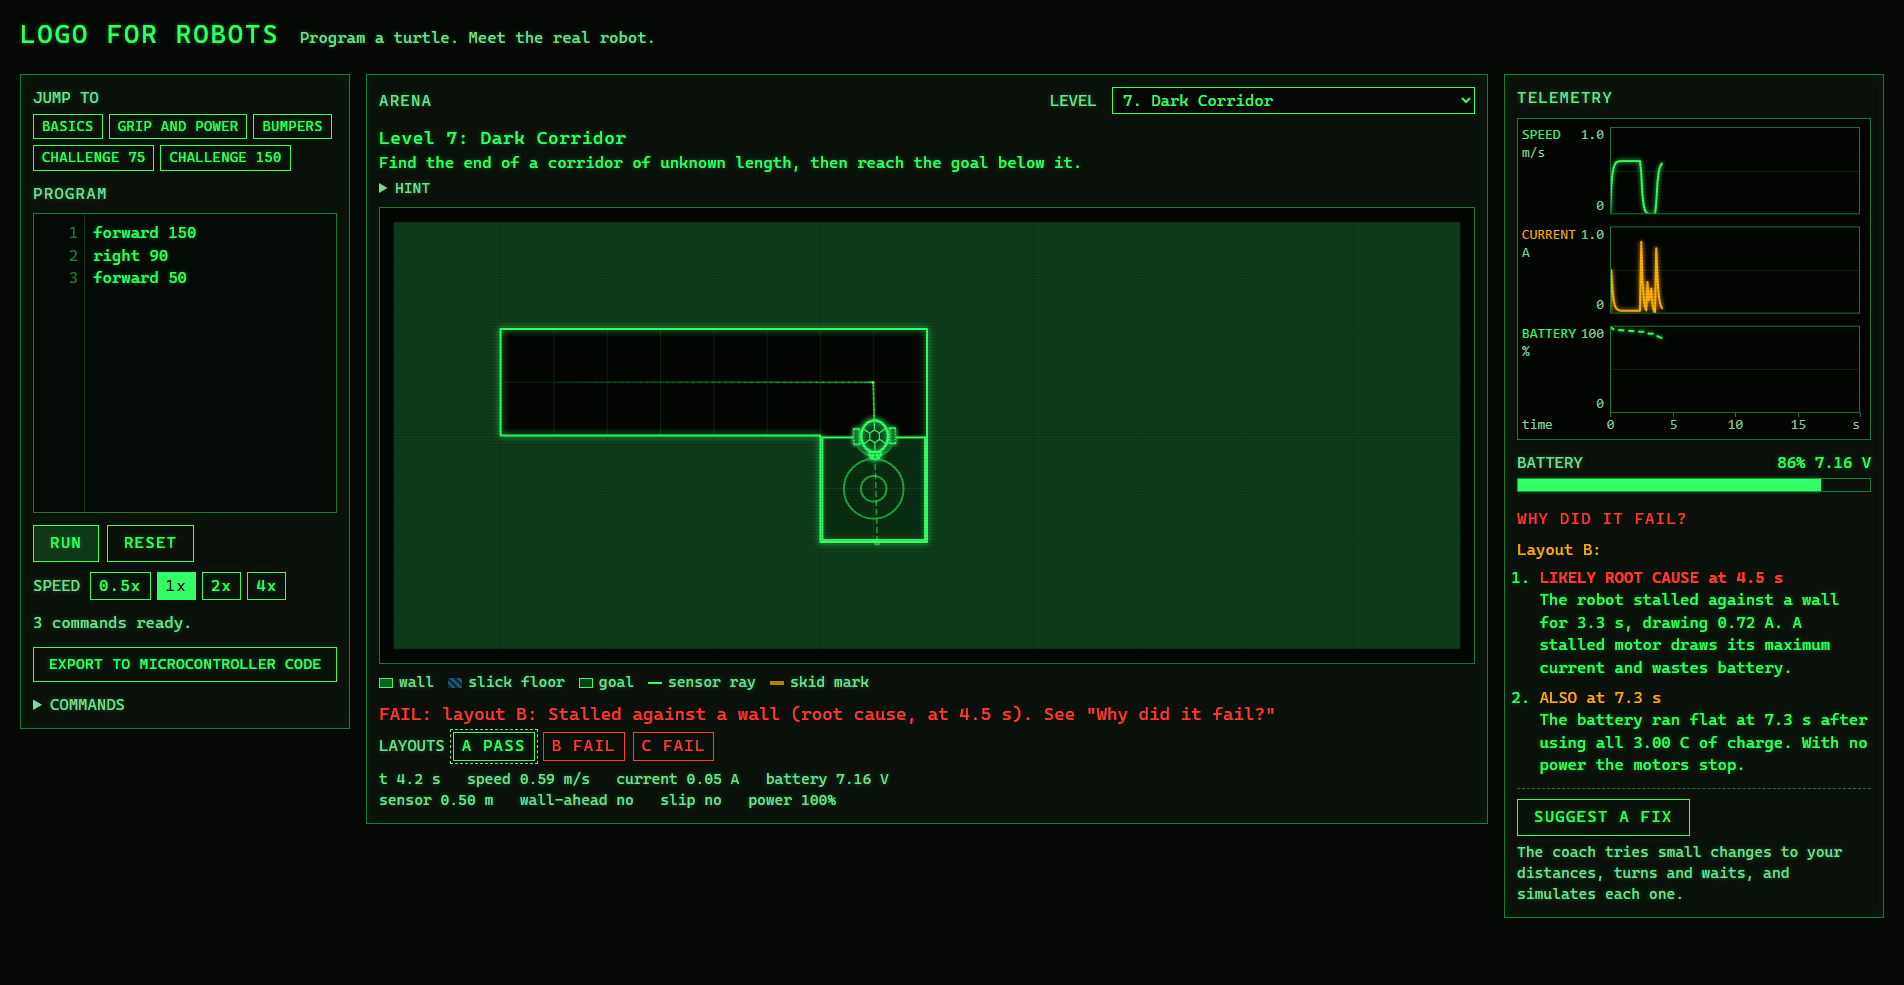 LOGO FOR ROBOTS Program a turtle. Meet the real robot.
JUMP TO
BASICS GRIP AND POWER BUMPERS
CHALLENGE 75 CHALLENGE 150
PROGRAM
1 forward 150
2 right 90
3 forward 50
RUN RESET
SPEED 0.5x 1x 2x 4x
3 commands ready.
EXPORT TO MICROCONTROLLER CODE
COMMANDS
ARENA LEVEL 7. Dark Corridor
Level 7: Dark Corridor
Find the end of a corridor of unknown length, then reach the goal below it.
HINT
wall slick floor goal sensor ray skid mark
FAIL: layout B: Stalled against a wall (root cause, at 4.5 s). See "Why did it fail?"
LAYOUTS A PASS B FAIL C FAIL
t 4.2 s speed 0.59 m/s current 0.05 A battery 7.16 V
sensor 0.50 m wall-ahead no slip no power 100%
TELEMETRY
SPEED 1.0
m/s
0
CURRENT 1.0
A
0
BATTERY 100
%
0
time 0 5 10 15 s
BATTERY 86% 7.16 V
WHY DID IT FAIL?
Layout B:
1. LIKELY ROOT CAUSE at 4.5 s
The robot stalled against a wall
for 3.3 s, drawing 0.72 A. A
stalled motor draws its maximum
current and wastes battery.
2. ALSO at 7.3 s
The battery ran flat at 7.3 s after
using all 3.00 C of charge. With no
power the motors stop.
SUGGEST A FIX
The coach tries small changes to your
distances, turns and waits, and
simulates each one.